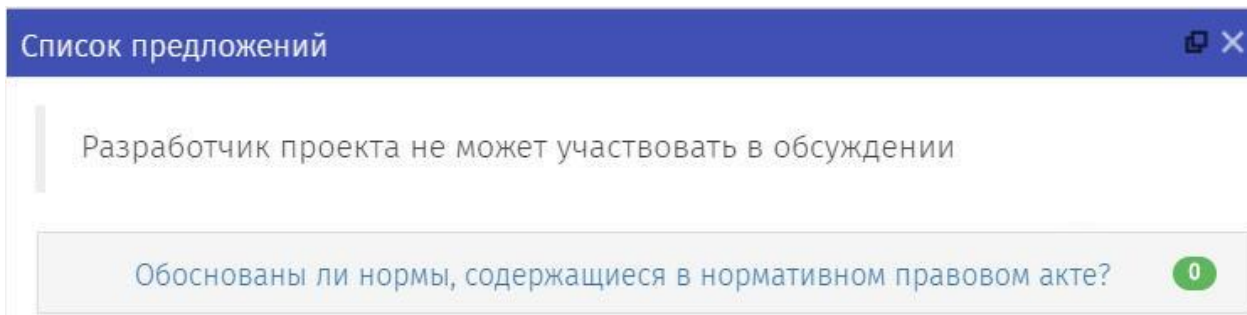 Список предложений
Разработчик проекта не может участвовать в обсуждении
Обоснованы ли нормы, содержащиеся в нормативном правовом акте? 0